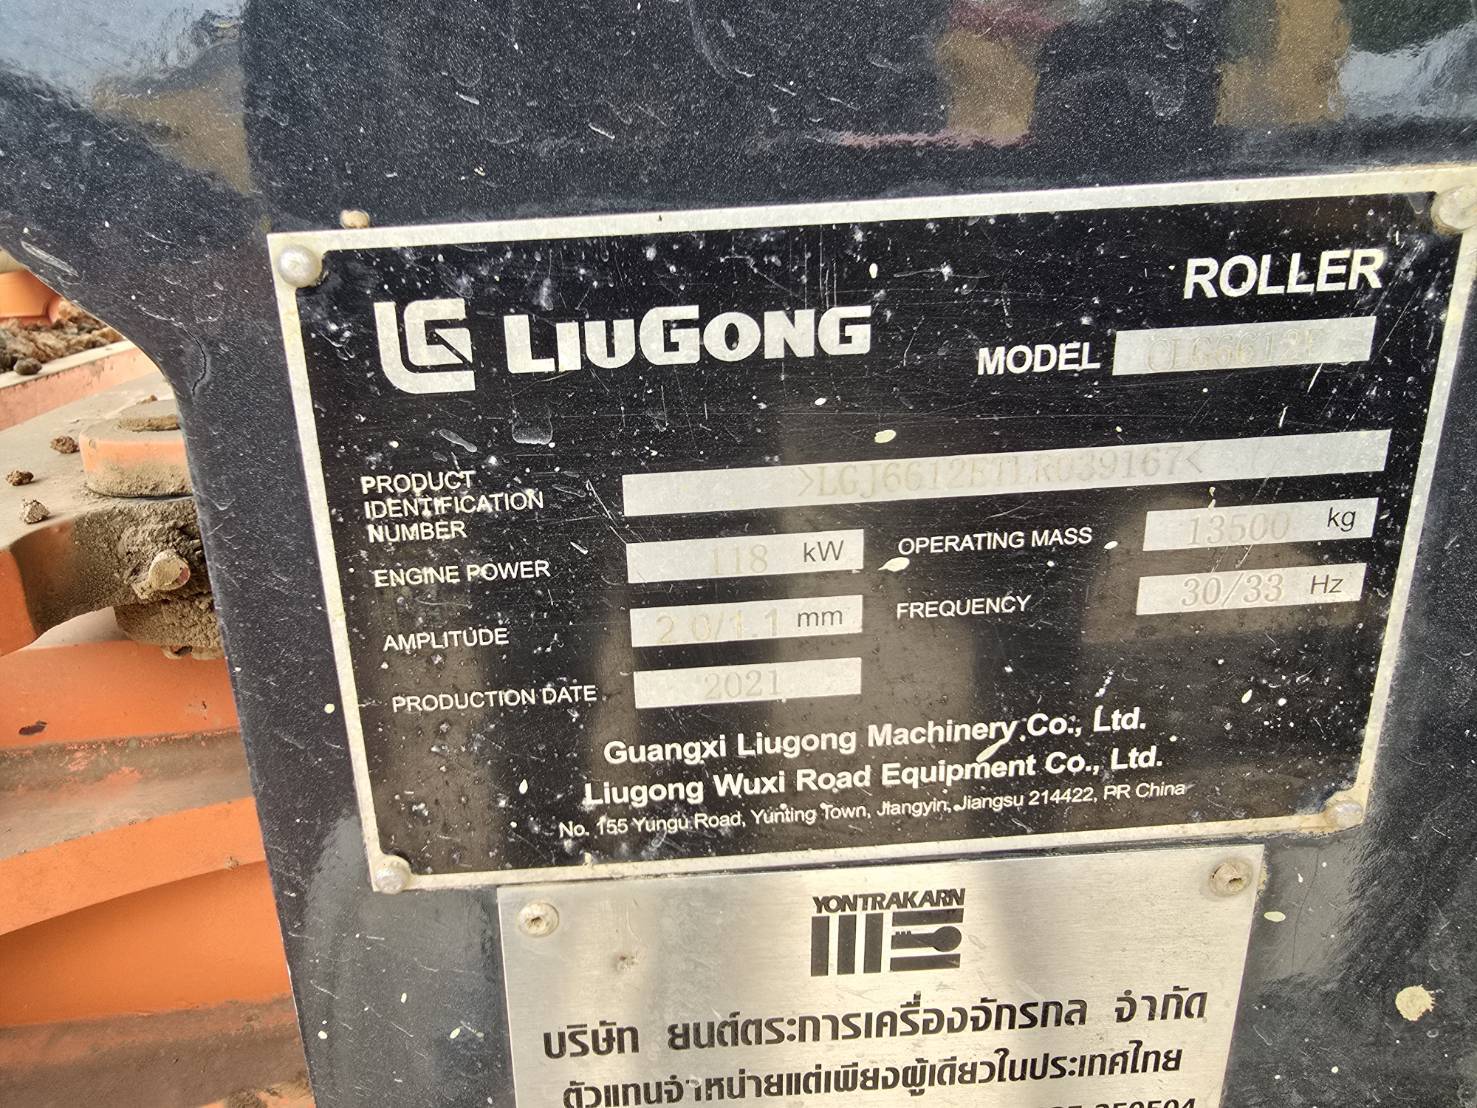 LG LIUGONG
ROLLER
MODEL CLG6612E
PRODUCT IDENTIFICATION NUMBER >LGJ6612ETLR039167<
ENGINE POWER 118 kW
OPERATING MASS 13500 kg
AMPLITUDE 2.0/1.1 mm
FREQUENCY 30/33 Hz
PRODUCTION DATE 2021
Guangxi Liugong Machinery Co., Ltd.
Liugong Wuxi Road Equipment Co., Ltd.
No. 155 Yungu Road, Yunting Town, Jiangyin, Jiangsu 214422, PR China
YONTRAKARN
บริษัท ยนต์ตระการเครื่องจักรกล จำกัด
ตัวแทนจำหน่ายแต่เพียงผู้เดียวในประเทศไทย